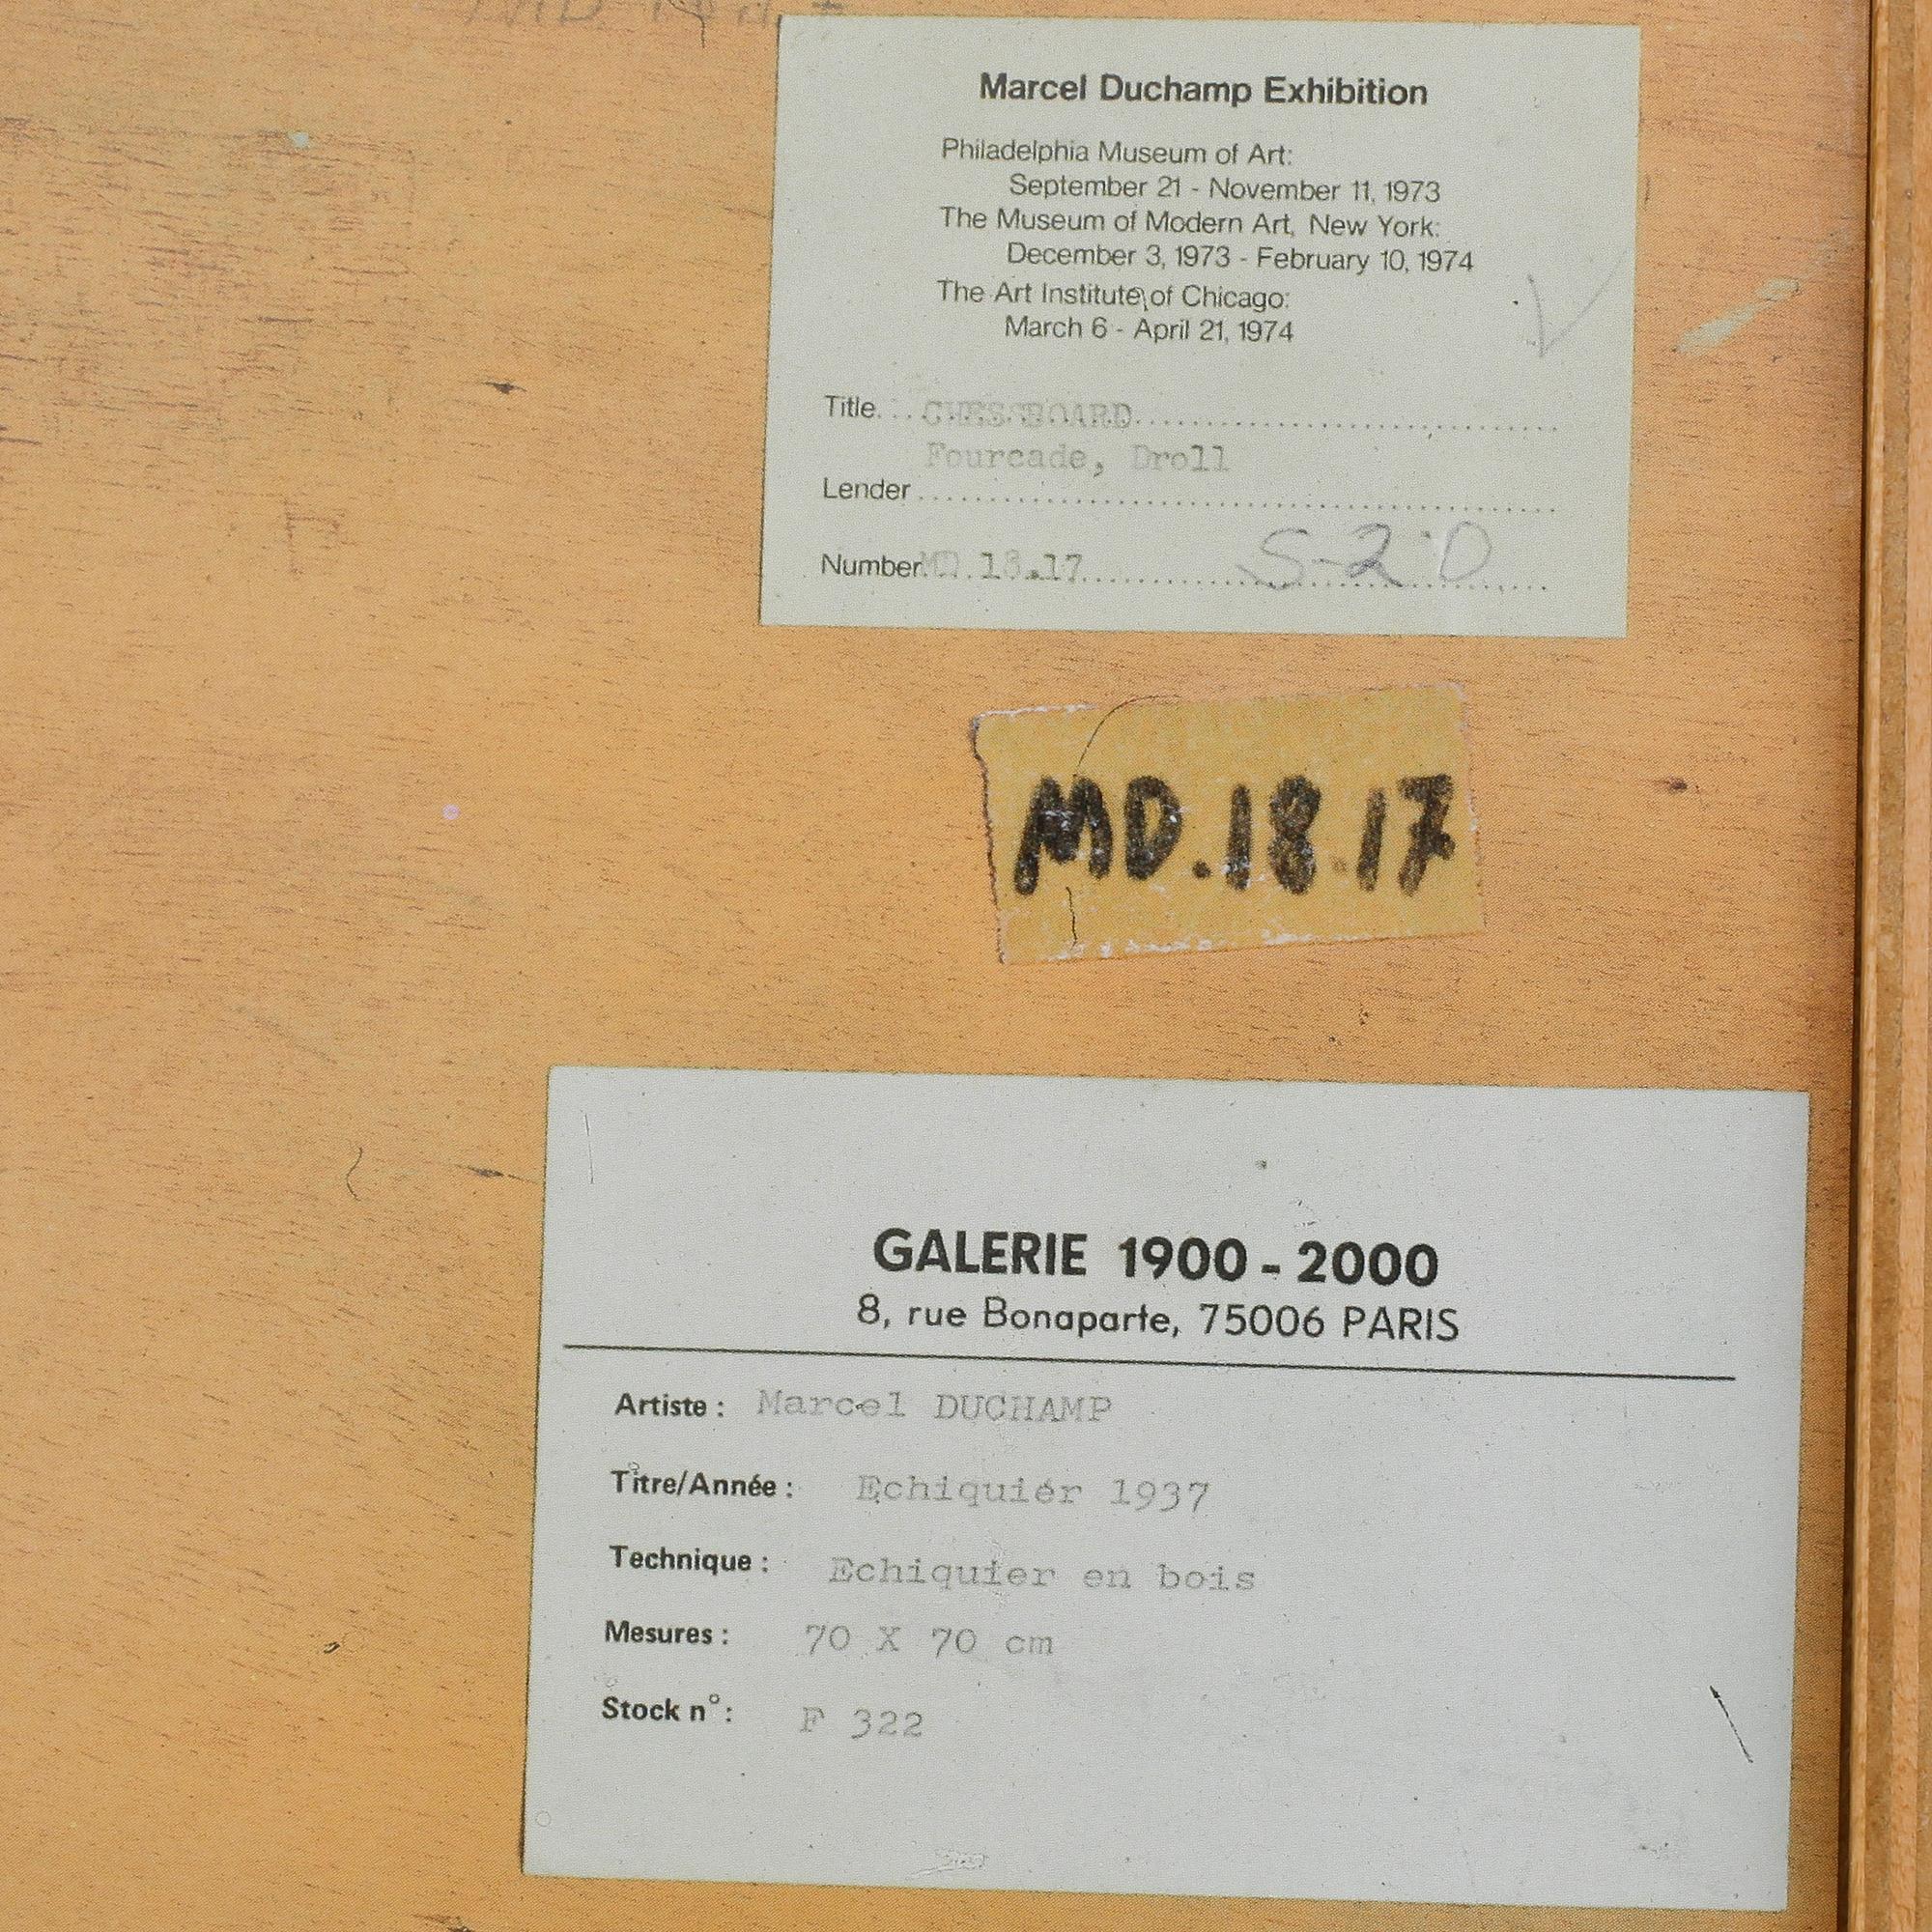 Marcel Duchamp Exhibition
Philadelphia Museum of Art:
September 21 - November 11, 1973
The Museum of Modern Art, New York:
December 3, 1973 - February 10, 1974
The Art Institute of Chicago:
March 6 - April 21, 1974
Title CHESSBOARD
Fourcade, Droll
Lender
Number MD.18.17 S-20
MD.18.17
GALERIE 1900 - 2000
8, rue Bonaparte, 75006 PARIS
Artiste : Marcel DUCHAMP
Titre/Année : Echiquier 1937
Technique : Echiquier en bois
Mesures : 70 X 70 cm
Stock n° : F 322